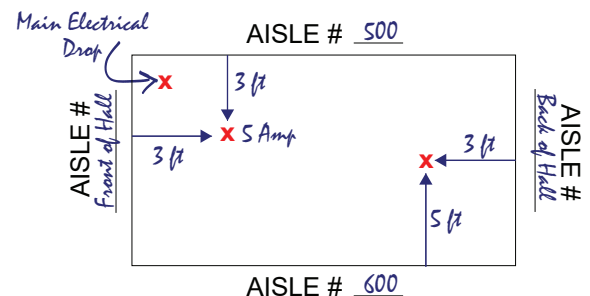 Main Electrical
Drop
AISLE # 500
X
3 ft
AISLE #
Front of Hall
3 ft
X 5 Amp
X
3 ft
AISLE #
Back of Hall
5 ft
AISLE # 600